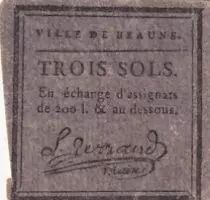 VILLE DE BEAUNE.
TROIS SOLS.
En échange d'assignats
de 200 l. & au dessous.